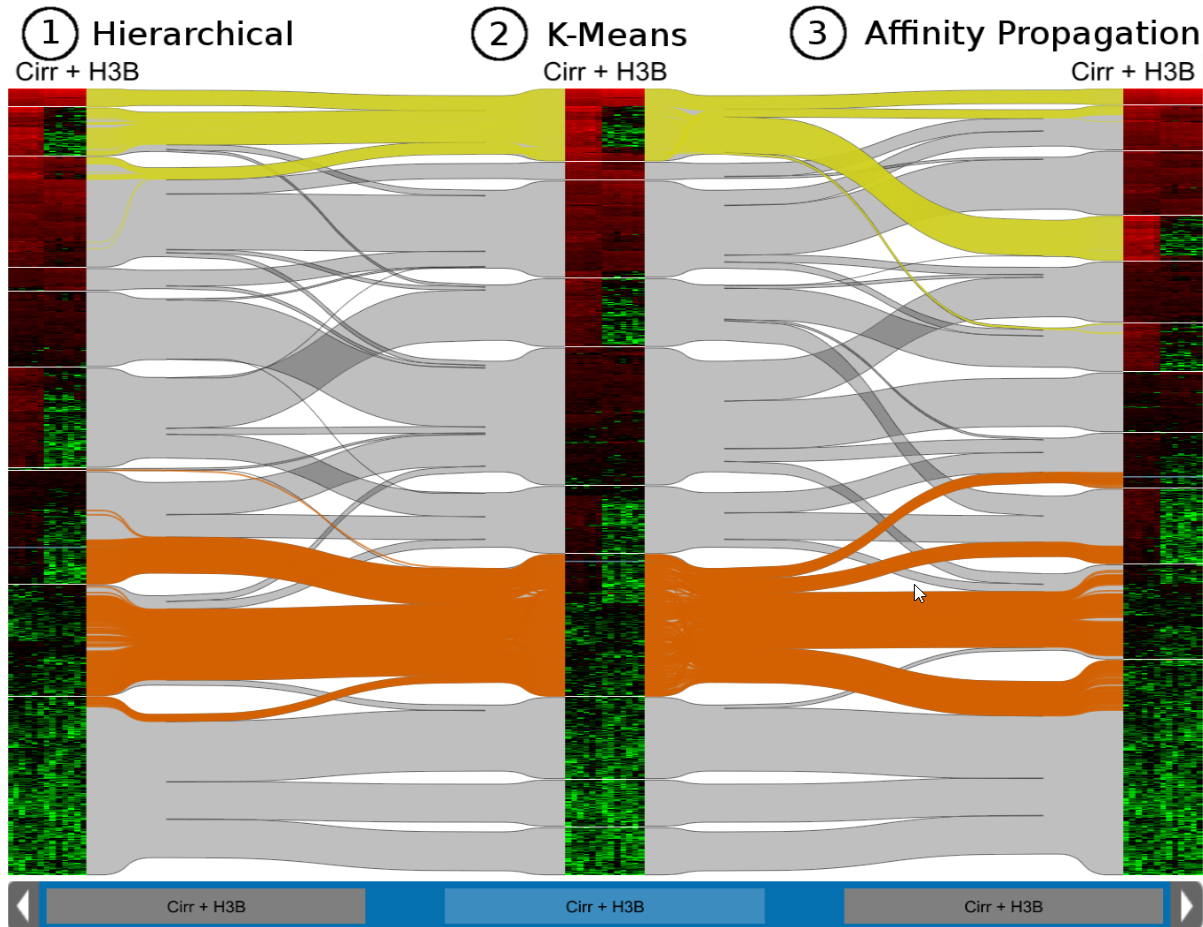 1 Hierarchical
2 K-Means
3 Affinity Propagation
Cirr + H3B
Cirr + H3B
Cirr + H3B
Cirr + H3B
Cirr + H3B
Cirr + H3B